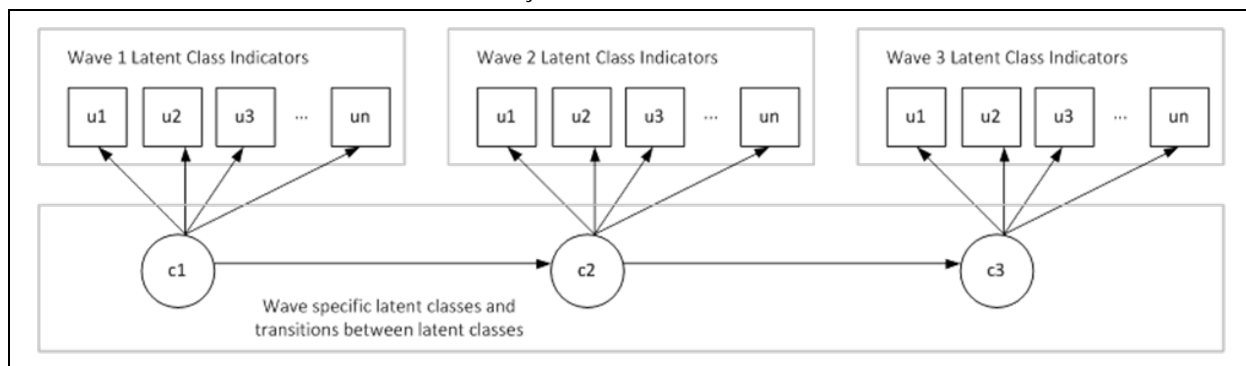 Wave 1 Latent Class Indicators
u1 u2 u3 ... un
Wave 2 Latent Class Indicators
u1 u2 u3 ... un
Wave 3 Latent Class Indicators
u1 u2 u3 ... un
c1
c2
c3
Wave specific latent classes and
transitions between latent classes